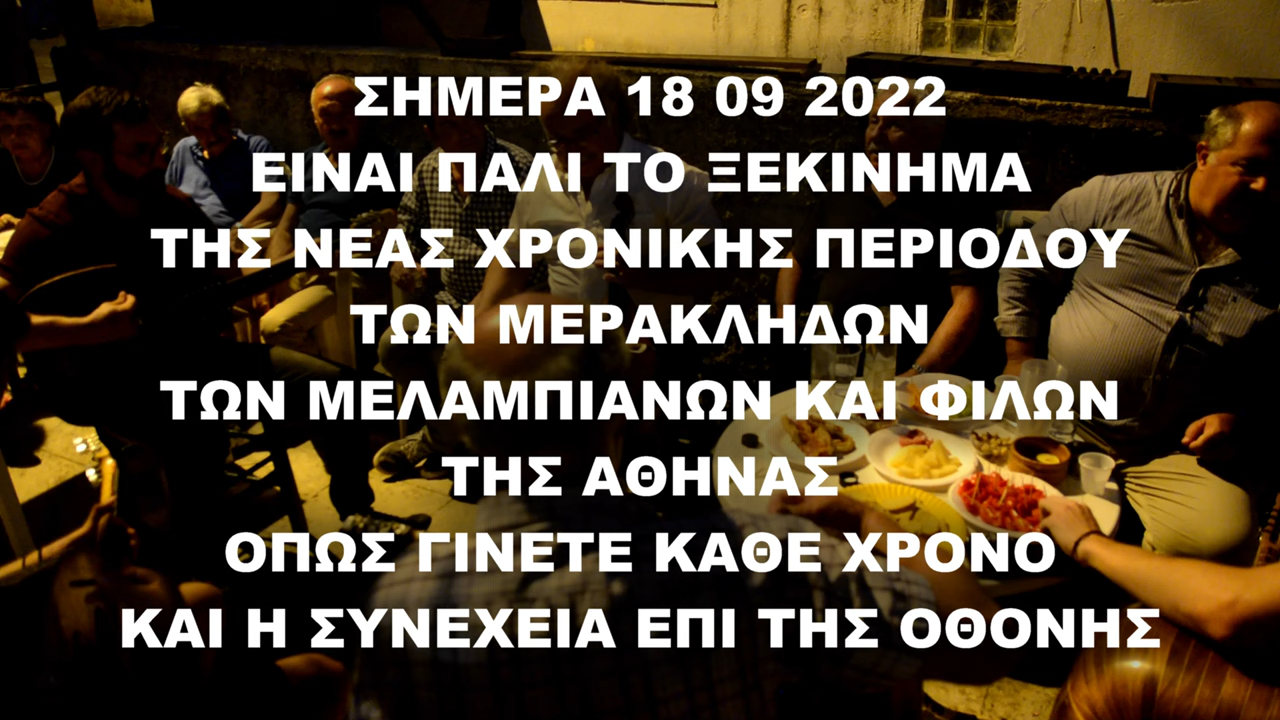 ΣΗΜΕΡΑ 18 09 2022
ΕΙΝΑΙ ΠΑΛΙ ΤΟ ΞΕΚΙΝΗΜΑ
ΤΗΣ ΝΕΑΣ ΧΡΟΝΙΚΗΣ ΠΕΡΙΟΔΟΥ
ΤΩΝ ΜΕΡΑΚΛΗΔΩΝ
ΤΩΝ ΜΕΛΑΜΠΙΑΝΩΝ ΚΑΙ ΦΙΛΩΝ
ΤΗΣ ΑΘΗΝΑΣ
ΟΠΩΣ ΓΙΝΕΤΕ ΚΑΘΕ ΧΡΟΝΟ
ΚΑΙ Η ΣΥΝΕΧΕΙΑ ΕΠΙ ΤΗΣ ΟΘΟΝΗΣ